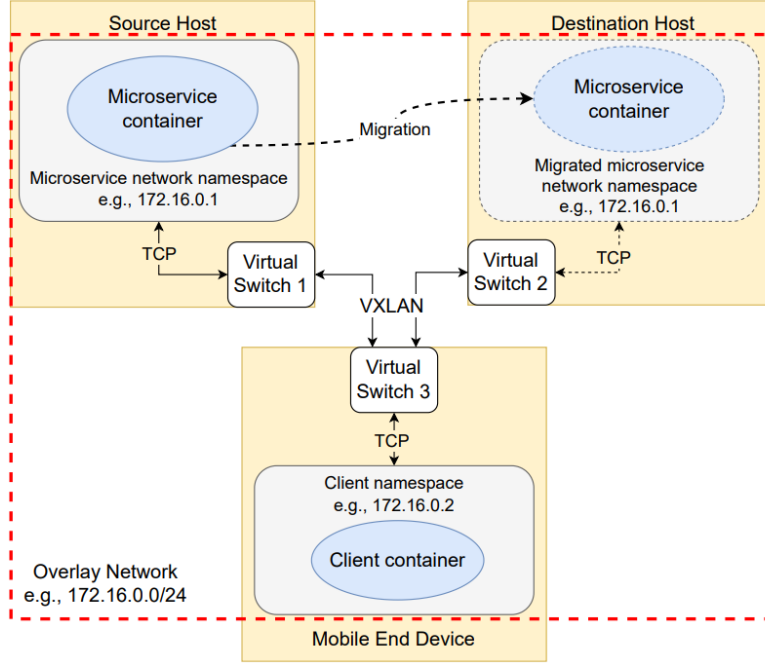 Source Host
Destination Host
Microservice
container
Microservice
container
Migration
Microservice network namespace
e.g., 172.16.0.1
Migrated microservice
network namespace
e.g., 172.16.0.1
TCP
TCP
Virtual
Switch 1
Virtual
Switch 2
VXLAN
Virtual
Switch 3
TCP
Client namespace
e.g., 172.16.0.2
Client container
Overlay Network
e.g., 172.16.0.0/24
Mobile End Device